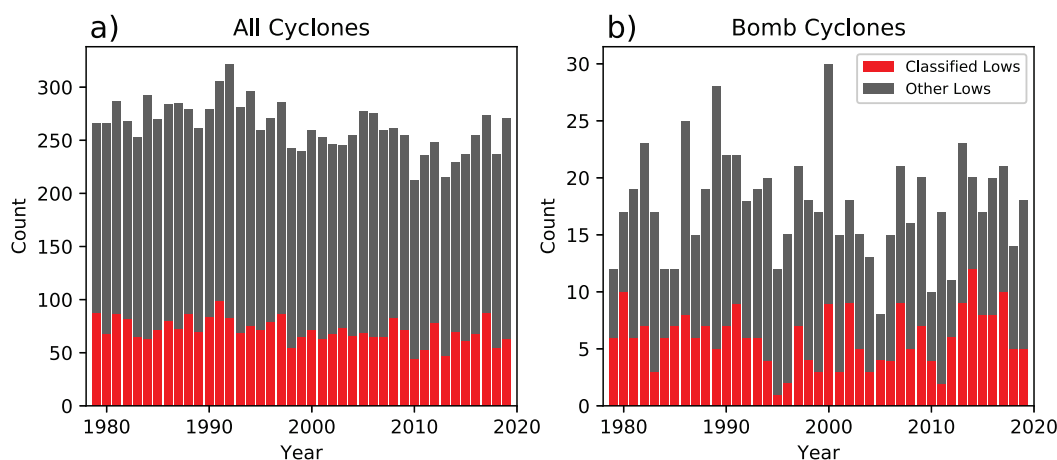 a)
All Cyclones
300
250
200
150
100
50
0
Count
1980
1990
2000
2010
2020
Year
b)
Bomb Cyclones
Classified Lows
Other Lows
30
25
20
15
10
5
0
Count
1980
1990
2000
2010
2020
Year